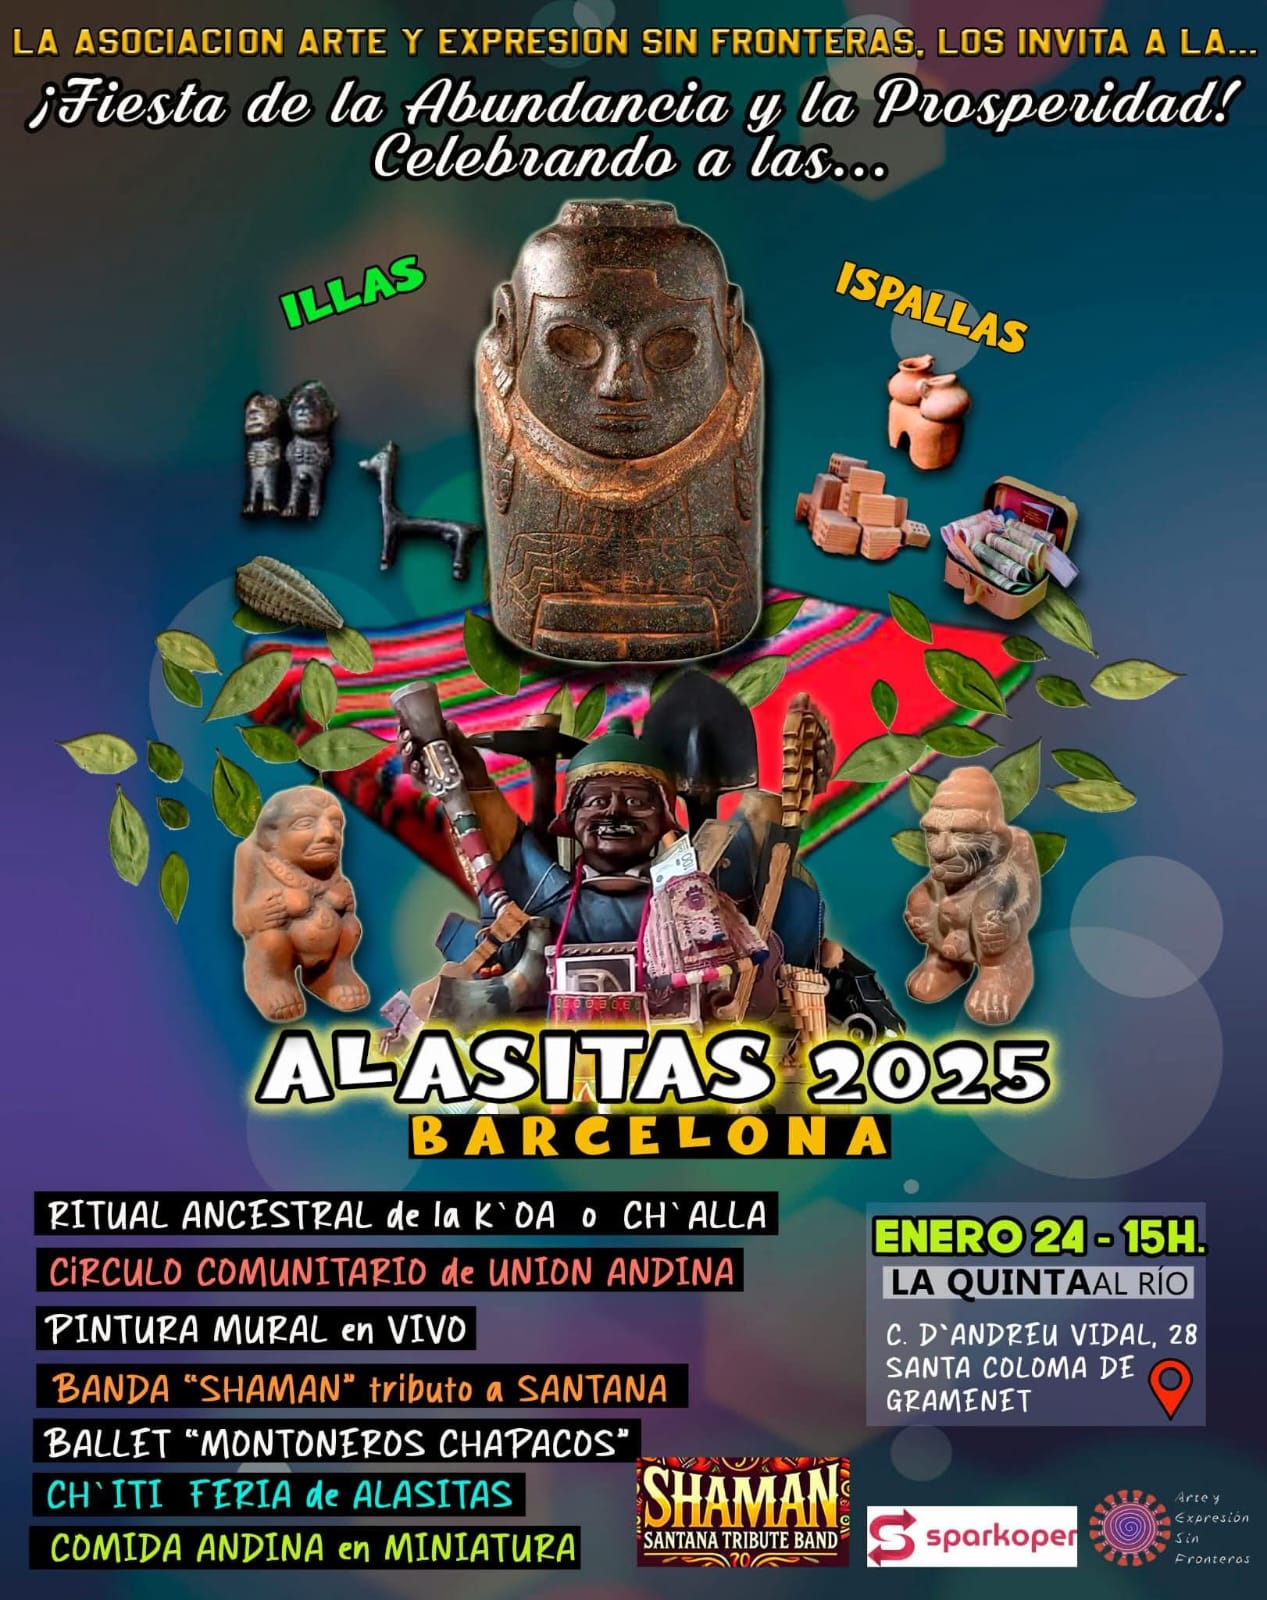 LA ASOCIACION ARTE Y EXPRESION SIN FRONTERAS, LOS INVITA A LA...
¡Fiesta de la Abundancia y la Prosperidad!
Celebrando a las...
ILLAS
ISPALLAS
ALASITAS 2025
BARCELONA
RITUAL ANCESTRAL de la K`OA o CH`ALLA
CíRCULO COMUNITARIO de UNION ANDINA
PINTURA MURAL en VIVO
BANDA "SHAMAN" tributo a SANTANA
BALLET "MONTONEROS CHAPACOS"
CH`ITI FERIA de ALASITAS
COMIDA ANDINA en MINIATURA
ENERO 24 - 15H.
LA QUINTA AL RÍO
C. D`ANDREU VIDAL, 28
SANTA COLOMA DE
GRAMENET
SHAMAN
SANTANA TRIBUTE BAND
sparkoper
Arte y
Expresión
Sin
Fronteras